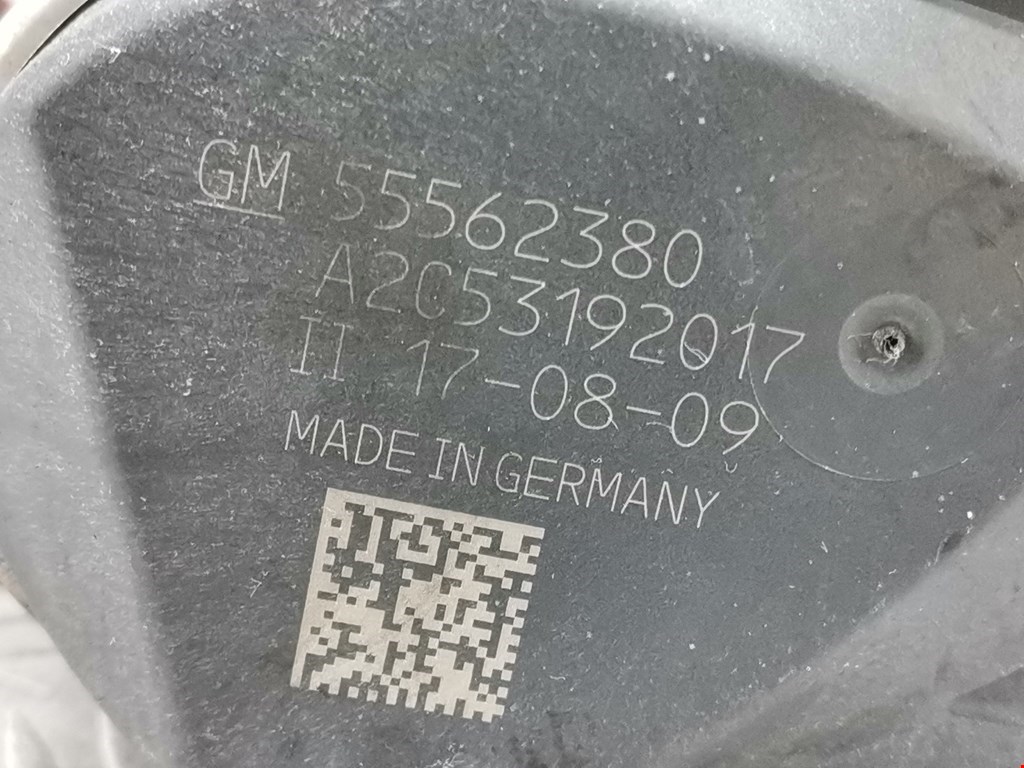 GM 55562380
A2C53192017
II 17-08-09
MADE IN GERMANY